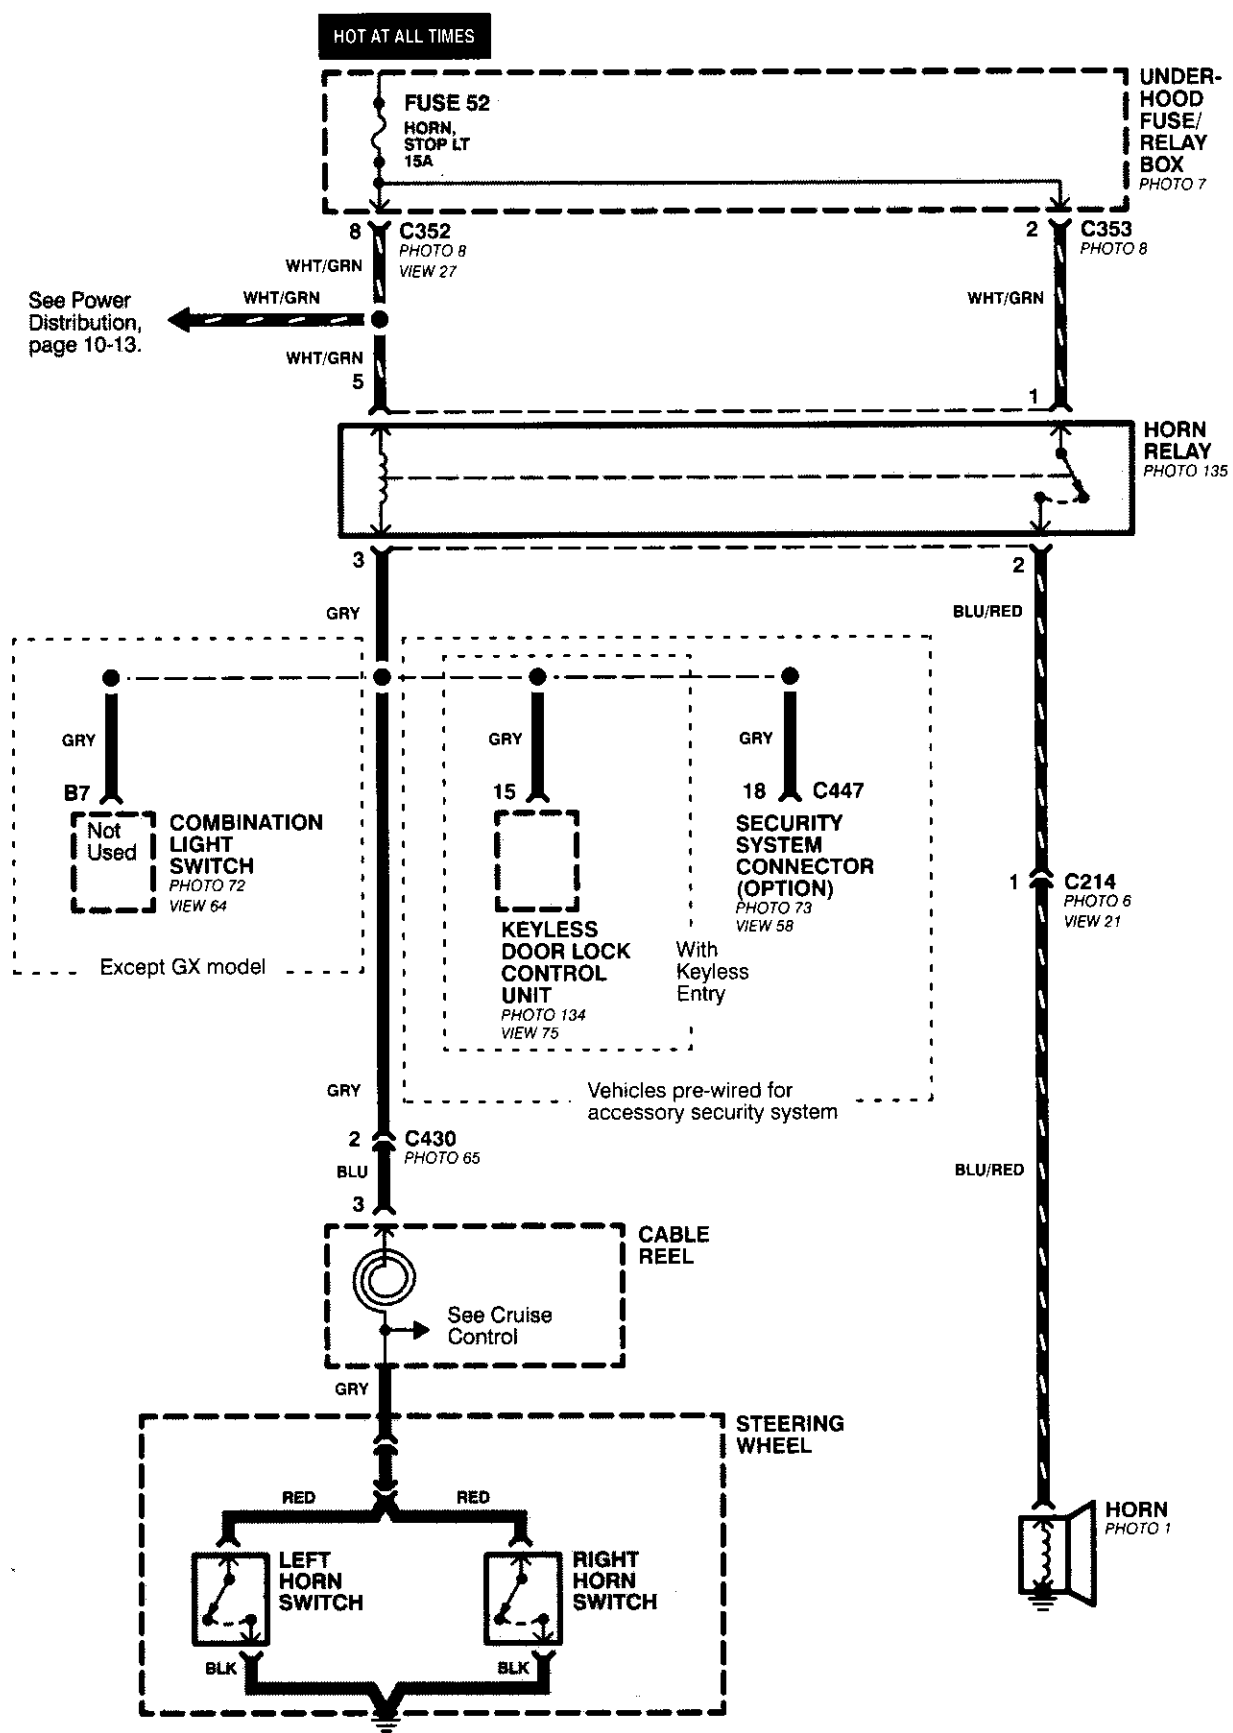 HOT AT ALL TIMES
FUSE 52
HORN,
STOP LT
15A
UNDER-
HOOD
FUSE/
RELAY
BOX
PHOTO 7
8
C352
PHOTO 8
VIEW 27
2
C353
PHOTO 8
WHT/GRN
WHT/GRN
WHT/GRN
See Power
Distribution,
page 10-13.
WHT/GRN
5
1
HORN
RELAY
PHOTO 135
3
2
GRY
BLU/RED
GRY
GRY
GRY
B7
15
18
C447
Not
Used
COMBINATION
LIGHT
SWITCH
PHOTO 72
VIEW 64
SECURITY
SYSTEM
CONNECTOR
(OPTION)
PHOTO 73
VIEW 58
1
C214
PHOTO 6
VIEW 21
KEYLESS
DOOR LOCK
CONTROL
UNIT
PHOTO 134
VIEW 75
With
Keyless
Entry
Except GX model
GRY
Vehicles pre-wired for
accessory security system
2
C430
PHOTO 65
BLU
BLU/RED
3
CABLE
REEL
See Cruise
Control
GRY
STEERING
WHEEL
RED
RED
HORN
PHOTO 1
LEFT
HORN
SWITCH
RIGHT
HORN
SWITCH
BLK
BLK